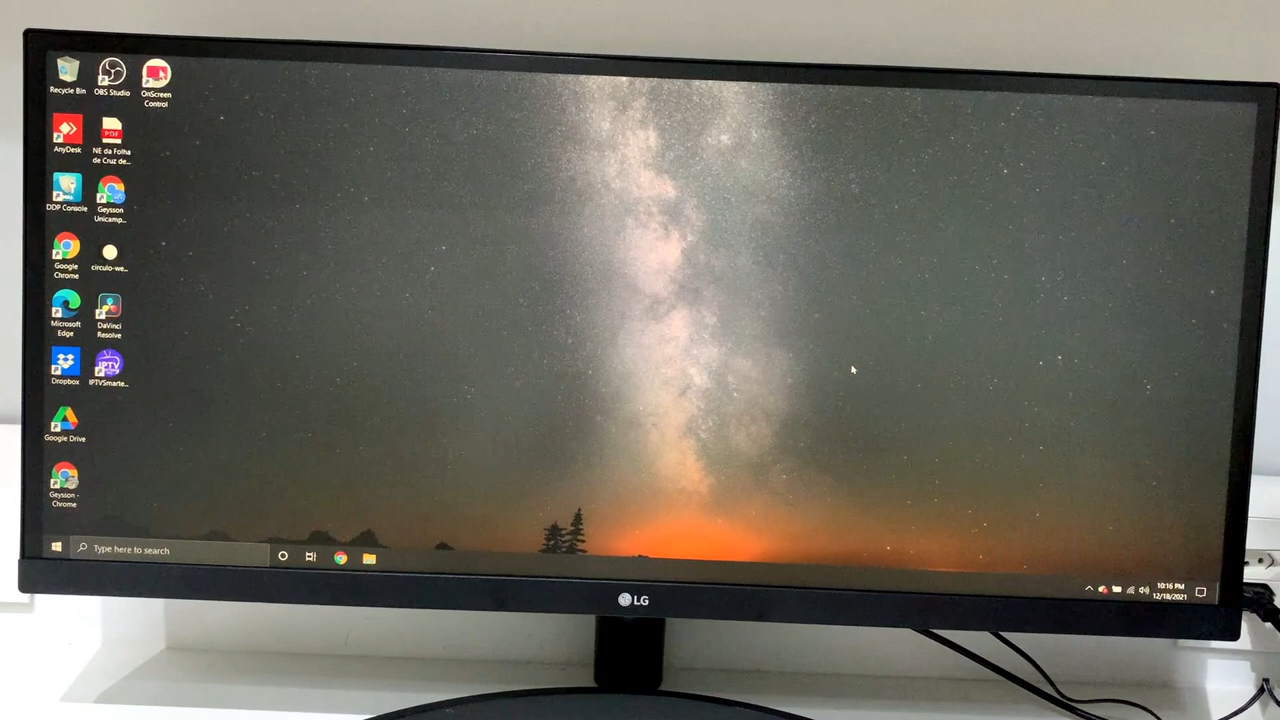 Recycle Bin
OBS Studio
OnScreen
Control
AnyDesk
PDF
NE da Folha
de Cruz de...
DDP Console
Geysson
Unicamp...
Google
Chrome
circulo-we...
Microsoft
Edge
DaVinci
Resolve
Dropbox
IPTV
IPTVSmarte...
Google Drive
Geysson -
Chrome
Type here to search
10:16 PM
12/18/2021
LG